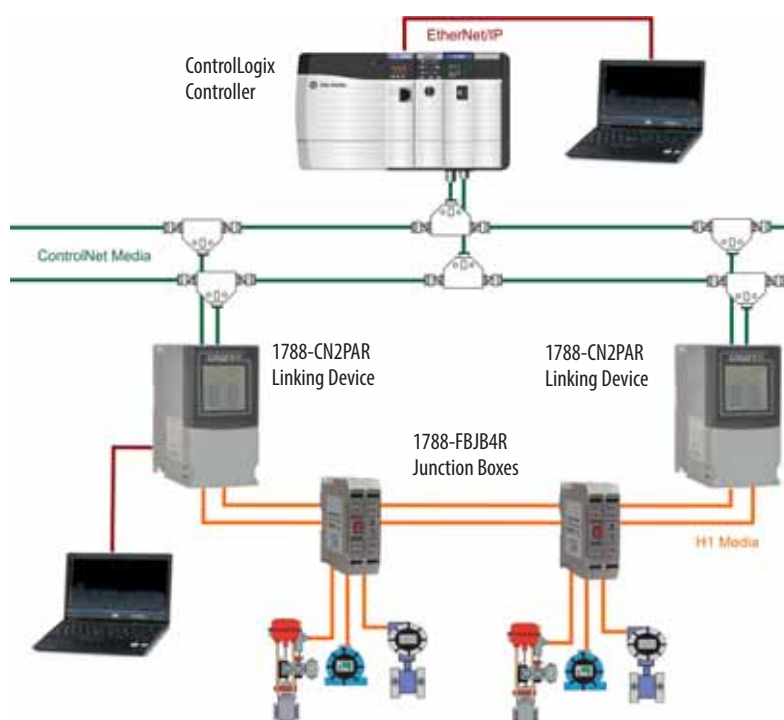 EtherNet/IP
ControlLogix
Controller
ControlNet Media
1788-CN2PAR
Linking Device
1788-CN2PAR
Linking Device
1788-FBJB4R
Junction Boxes
H1 Media